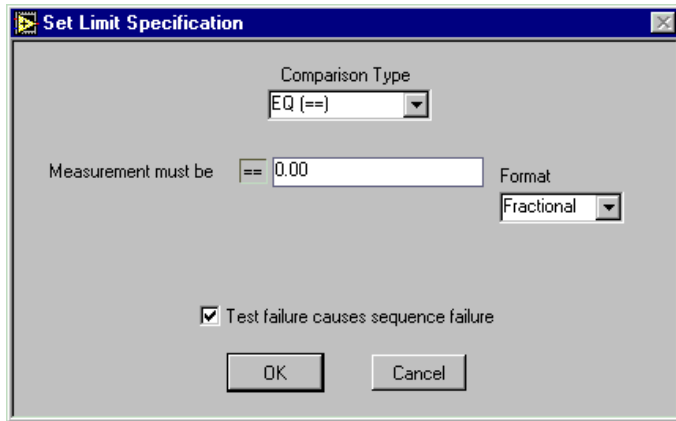 Set Limit Specification
Comparison Type
EQ (==)
Measurement must be == 0.00
Format
Fractional
Test failure causes sequence failure
OK Cancel